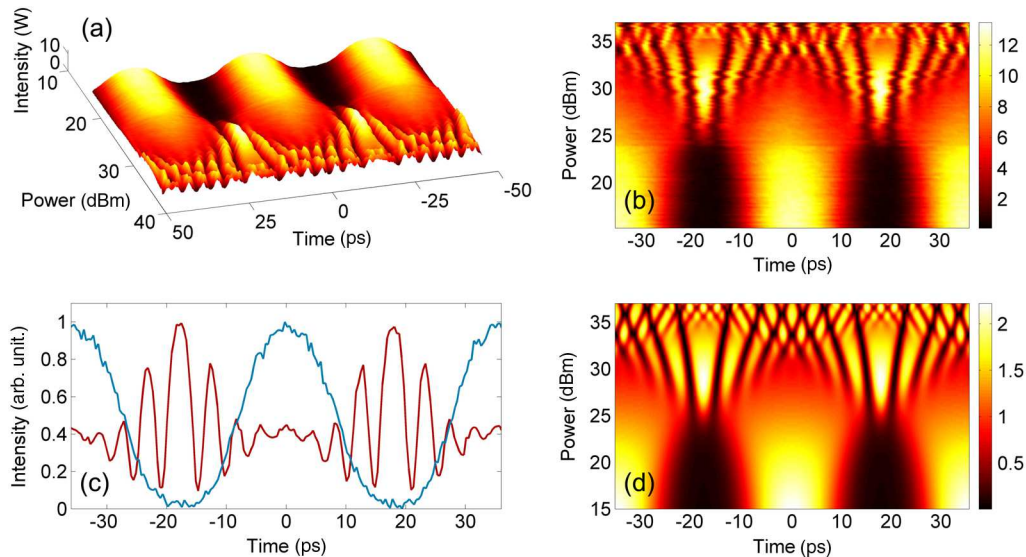 (a)
Intensity (W)
10
0
10
20
30
40
Power (dBm)
50
25
0
-25
-50
Time (ps)
(b)
Power (dBm)
35
30
25
20
-30 -20 -10 0 10 20 30
Time (ps)
12
10
8
6
4
2
(c)
Intensity (arb. unit.)
1
0.8
0.6
0.4
0.2
0
-30 -20 -10 0 10 20 30
Time (ps)
(d)
Power (dBm)
35
30
25
20
15
-30 -20 -10 0 10 20 30
Time (ps)
2
1.5
1
0.5